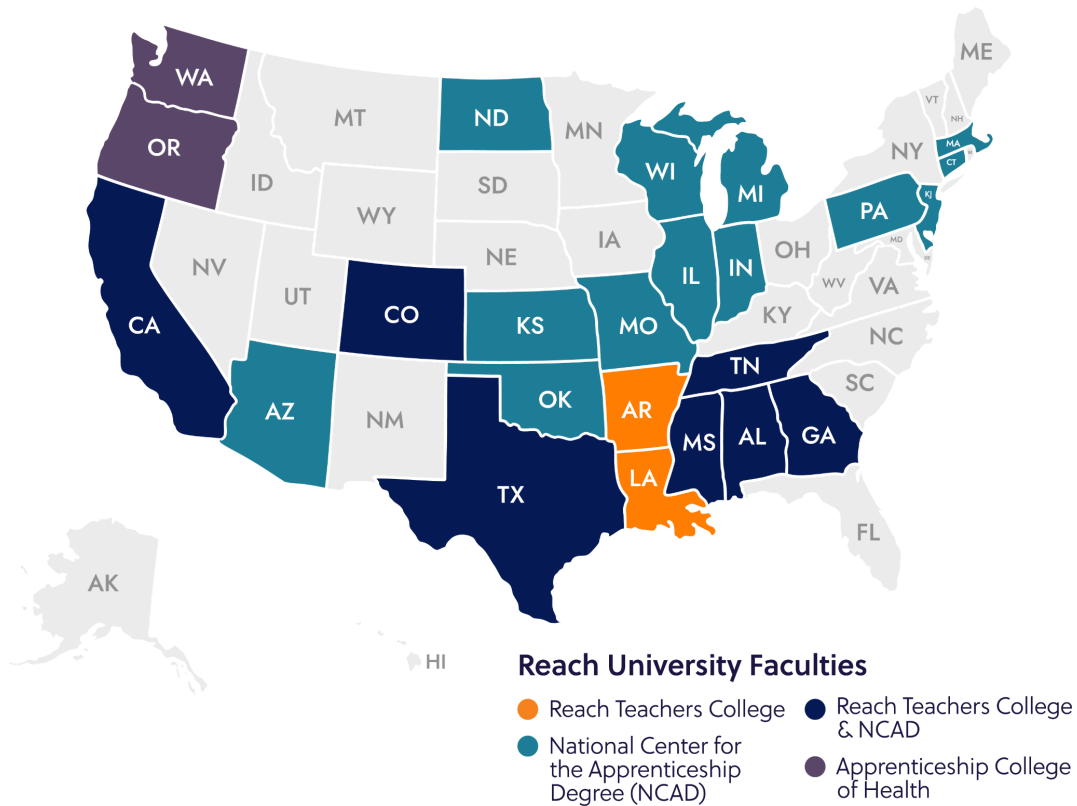 ME
WA
VT
MT
ND
NH
MN
OR
MA
NY
WI
CT
ID
SD
MI
KJ
PA
WY
IA
MD
OH
NE
NV
IL
IN
WV
VA
UT
CO
KY
CA
KS
MO
NC
TN
SC
AZ
OK
AR
NM
MS
AL
GA
LA
TX
FL
AK
HI
Reach University Faculties
Reach Teachers College
National Center for
the Apprenticeship
Degree (NCAD)
Reach Teachers College
& NCAD
Apprenticeship College
of Health